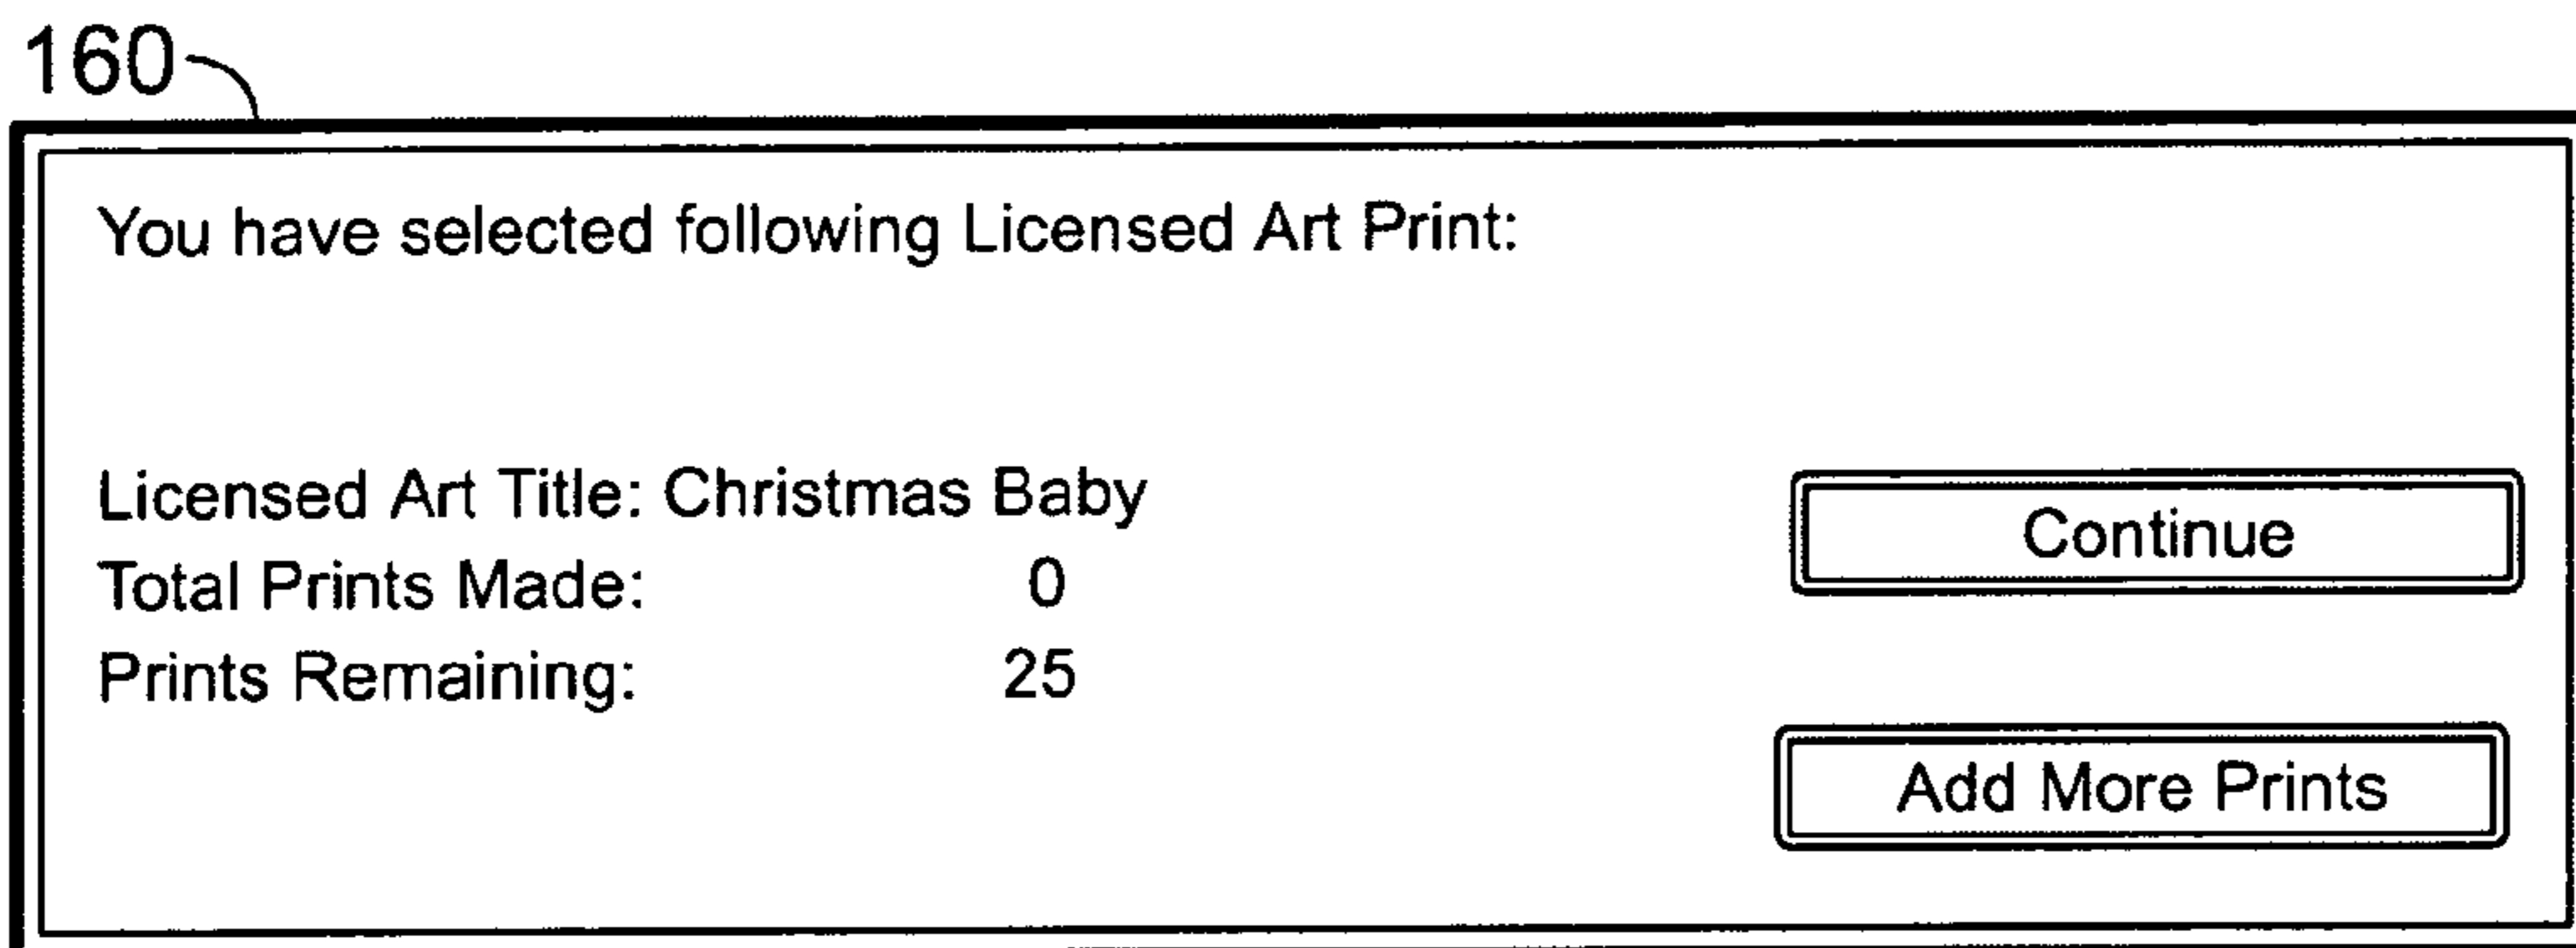 160
You have selected following Licensed Art Print:
Licensed Art Title: Christmas Baby
Total Prints Made: 0
Prints Remaining: 25
Continue
Add More Prints